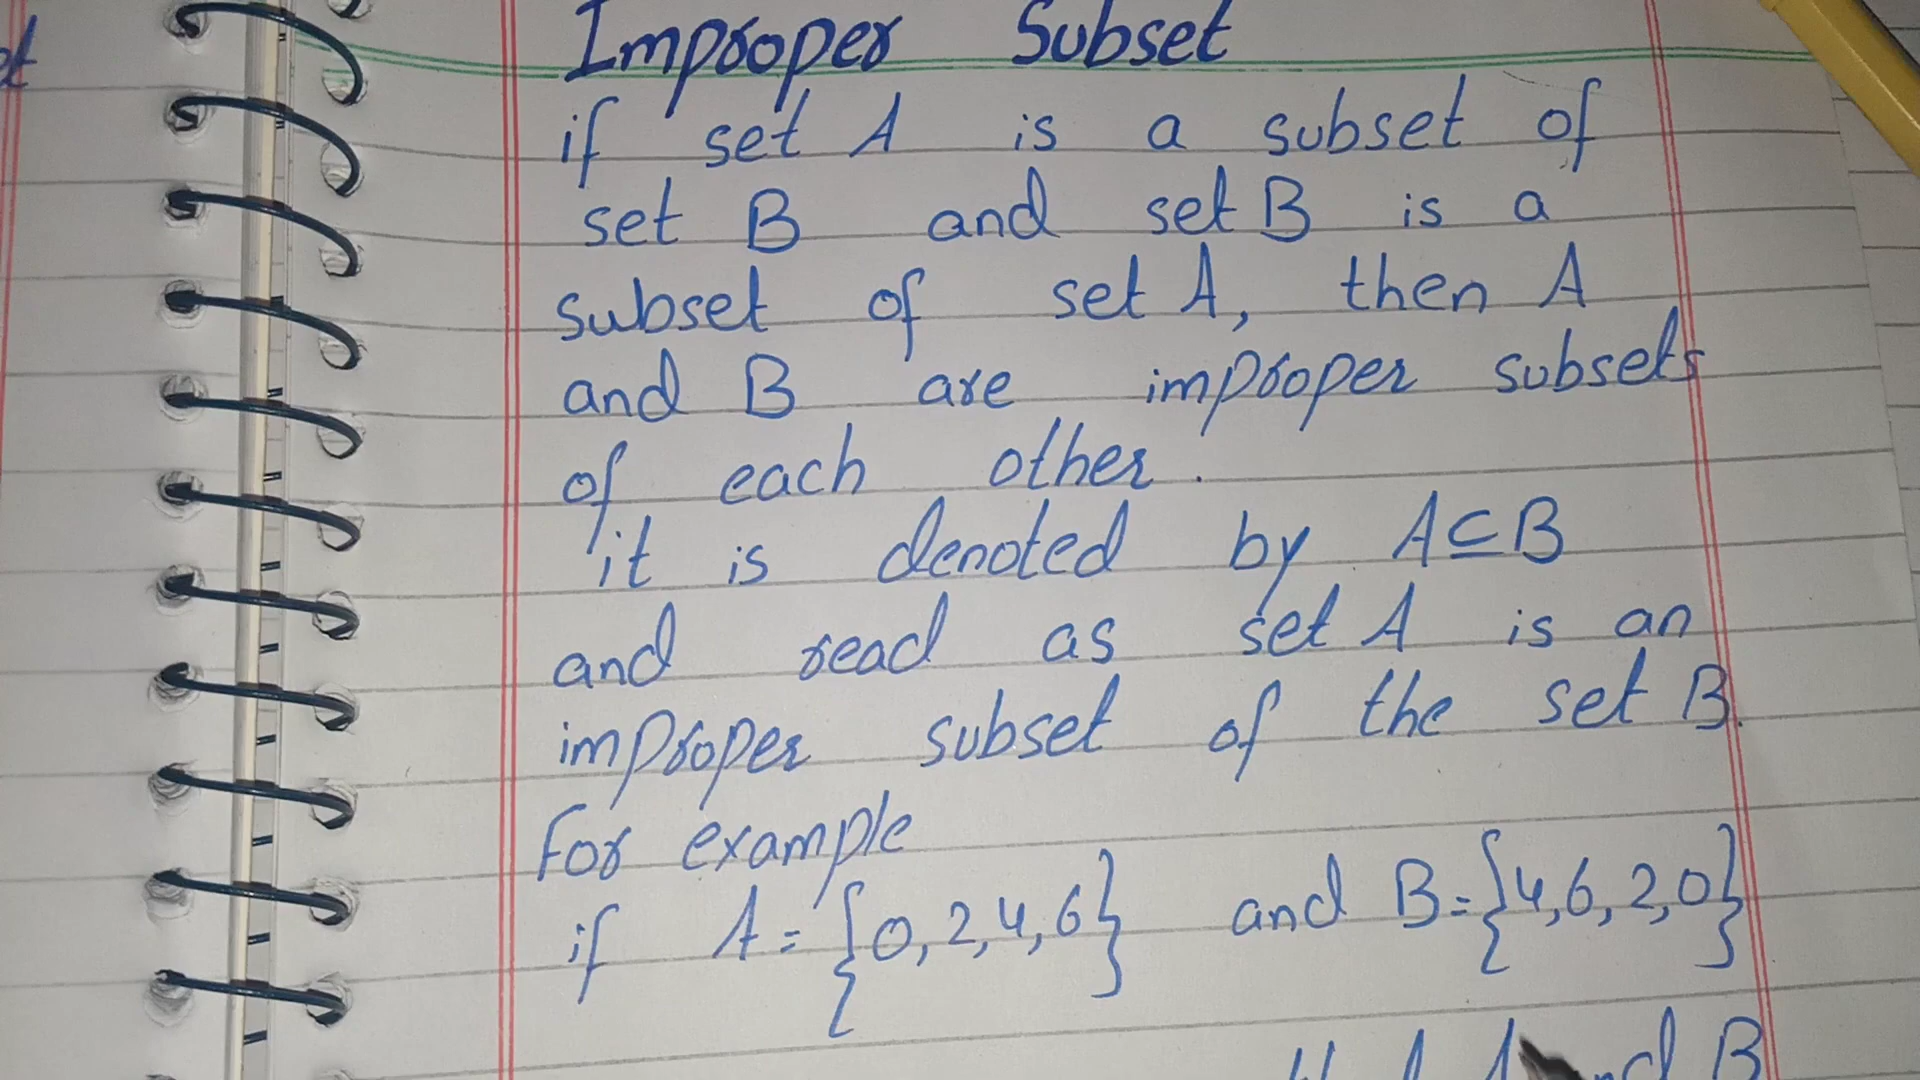 Improper Subset
if set A is a subset of
set B and set B is a
subset of set A, then A
and B are improper subsets
of each other.
it is denoted by A⊆B
and read as set A is an
improper subset of the set B.
For example
if A = {0, 2, 4, 6} and B = {4, 6, 2, 0}
B